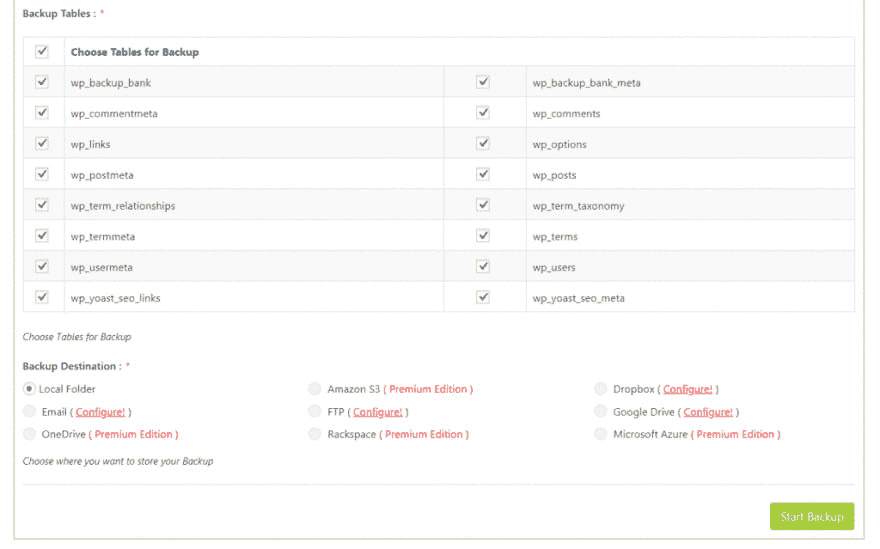 Backup Tables : *
Choose Tables for Backup
wp_backup_bank wp_backup_bank_meta
wp_commentmeta wp_comments
wp_links wp_options
wp_postmeta wp_posts
wp_term_relationships wp_term_taxonomy
wp_termmeta wp_terms
wp_usermeta wp_users
wp_yoast_seo_links wp_yoast_seo_meta
Choose Tables for Backup
Backup Destination : *
Local Folder Amazon S3 ( Premium Edition ) Dropbox ( Configure! )
Email ( Configure! ) FTP ( Configure! ) Google Drive ( Configure! )
OneDrive ( Premium Edition ) Rackspace ( Premium Edition ) Microsoft Azure ( Premium Edition )
Choose where you want to store your Backup
Start Backup